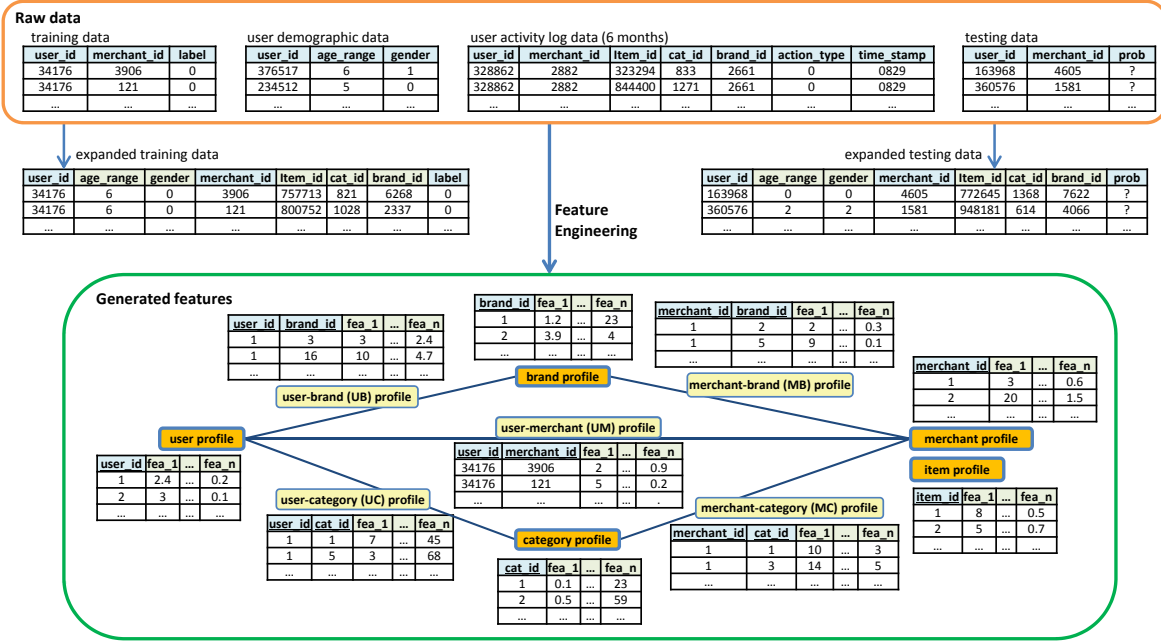 Raw data
training data
user_id merchant_id label
34176 3906 0
34176 121 0
... ... ...
user demographic data
user_id age_range gender
376517 6 1
234512 5 0
... ... ...
user activity log data (6 months)
user_id merchant_id Item_id cat_id brand_id action_type time_stamp
328862 2882 323294 833 2661 0 0829
328862 2882 844400 1271 2661 0 0829
... ... ... ... ... ... ...
testing data
user_id merchant_id prob
163968 4605 ?
360576 1581 ?
... ... ...
expanded training data
user_id age_range gender merchant_id Item_id cat_id brand_id label
34176 6 0 3906 757713 821 6268 0
34176 6 0 121 800752 1028 2337 0
... ... ... ... ... ... ... ...
Feature
Engineering
expanded testing data
user_id age_range gender merchant_id Item_id cat_id brand_id prob
163968 0 0 4605 772645 1368 7622 ?
360576 2 2 1581 948181 614 4066 ?
... ... ... ... ... ... ... ...
Generated features
user_id brand_id fea_1 ... fea_n
1 3 3 ... 2.4
1 16 10 ... 4.7
... ... ... ... ...
brand_id fea_1 ... fea_n
1 1.2 ... 23
2 3.9 ... 4
... ... ... ...
merchant_id brand_id fea_1 ... fea_n
1 2 2 ... 0.3
1 5 9 ... 0.1
... ... ... ... ...
merchant_id fea_1 ... fea_n
1 3 ... 0.6
2 20 ... 1.5
... ... ... ...
brand profile
user-brand (UB) profile
merchant-brand (MB) profile
user-merchant (UM) profile
user profile
merchant profile
user_id fea_1 ... fea_n
1 2.4 ... 0.2
2 3 ... 0.1
... ... ... ...
user_id merchant_id fea_1 ... fea_n
34176 3906 2 ... 0.9
34176 121 5 ... 0.2
... ... ... ... .
item profile
item_id fea_1 ... fea_n
1 8 ... 0.5
2 5 ... 0.7
... ... ... ...
user-category (UC) profile
merchant-category (MC) profile
user_id cat_id fea_1 ... fea_n
1 1 7 ... 45
1 5 3 ... 68
... ... ... ... ...
category profile
cat_id fea_1 ... fea_n
1 0.1 ... 23
2 0.5 ... 59
... ... ... ...
merchant_id cat_id fea_1 ... fea_n
1 1 10 ... 3
1 3 14 ... 5
... ... ... ... ...